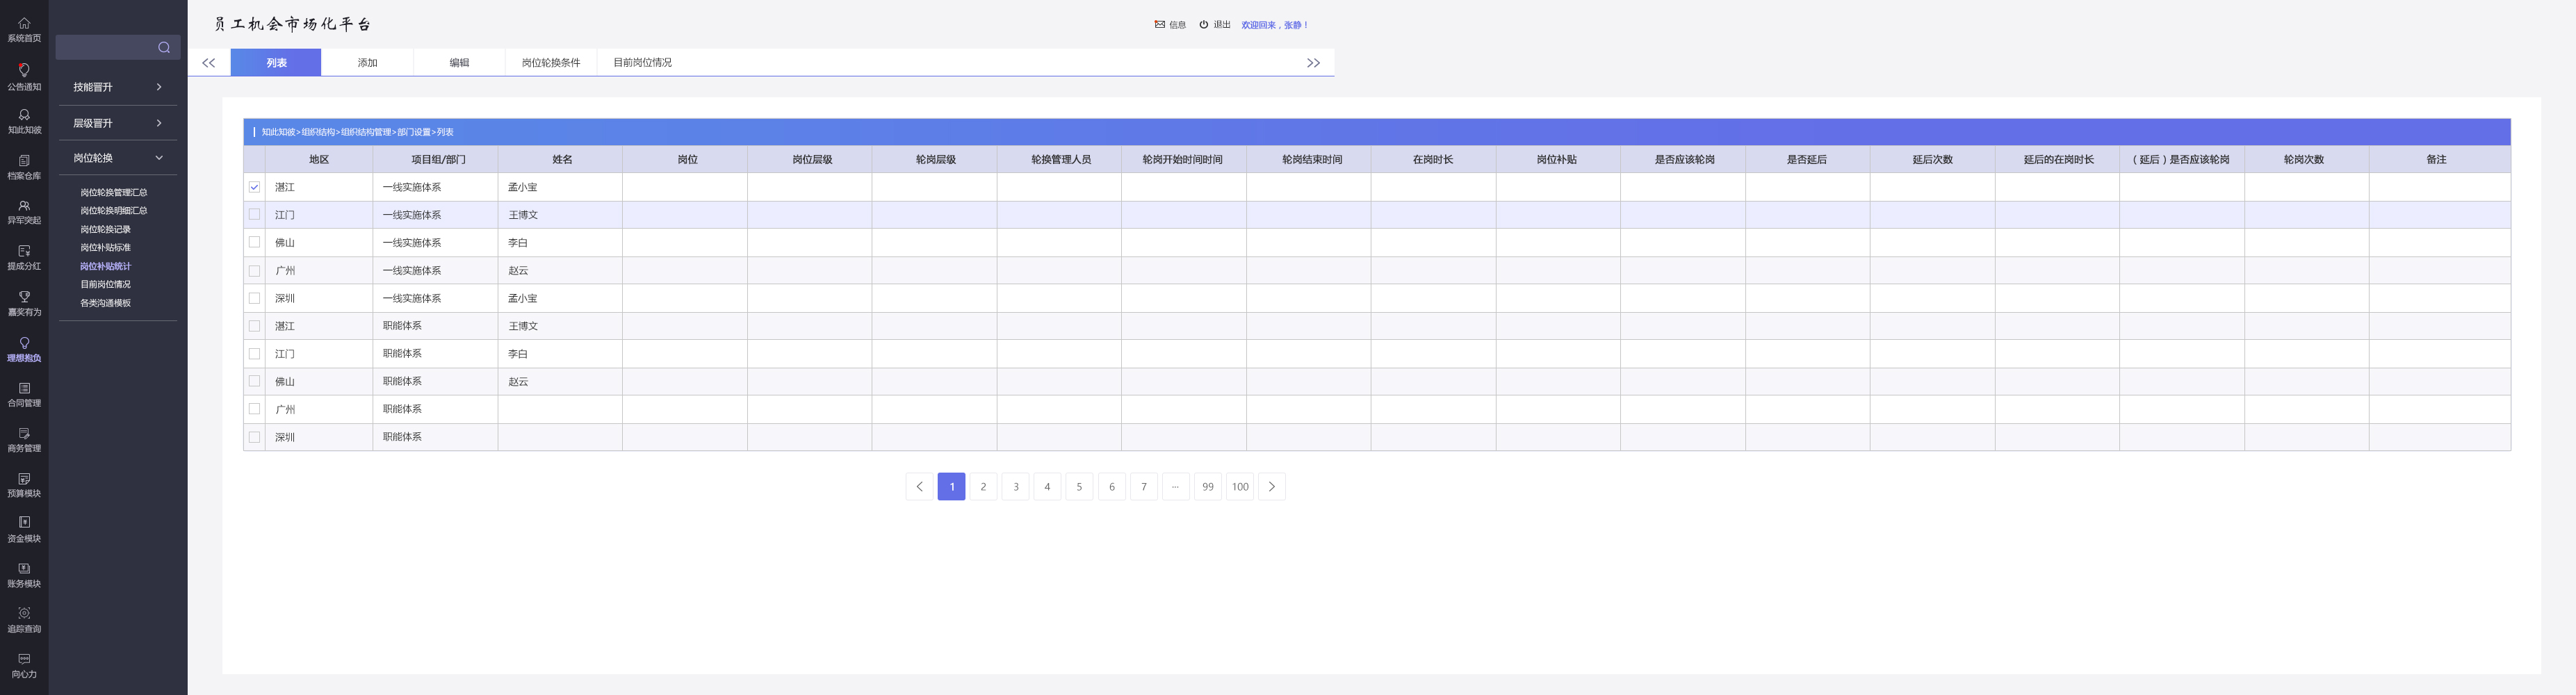 员工机会市场化平台
信息 退出 欢迎回来，张静！
系统首页
公告通知
知此知彼
档案仓库
异军突起
提成分红
嘉奖有为
理想抱负
合同管理
商务管理
预算模块
资金模块
账务模块
追踪查询
向心力
技能晋升
层级晋升
岗位轮换
岗位轮换管理汇总
岗位轮换明细汇总
岗位轮换记录
岗位补贴标准
岗位补贴统计
目前岗位情况
各类沟通模板
列表 添加 编辑 岗位轮换条件 目前岗位情况
知此知彼>组织结构>组织结构管理>部门设置>列表
地区 项目组/部门 姓名 岗位 岗位层级 轮岗层级 轮换管理人员 轮岗开始时间时间 轮岗结束时间 在岗时长 岗位补贴 是否应该轮岗 是否延后 延后次数 延后的在岗时长 （延后）是否应该轮岗 轮岗次数 备注
湛江 一线实施体系 孟小宝
江门 一线实施体系 王博文
佛山 一线实施体系 李白
广州 一线实施体系 赵云
深圳 一线实施体系 孟小宝
湛江 职能体系 王博文
江门 职能体系 李白
佛山 职能体系 赵云
广州 职能体系
深圳 职能体系
1 2 3 4 5 6 7 ... 99 100